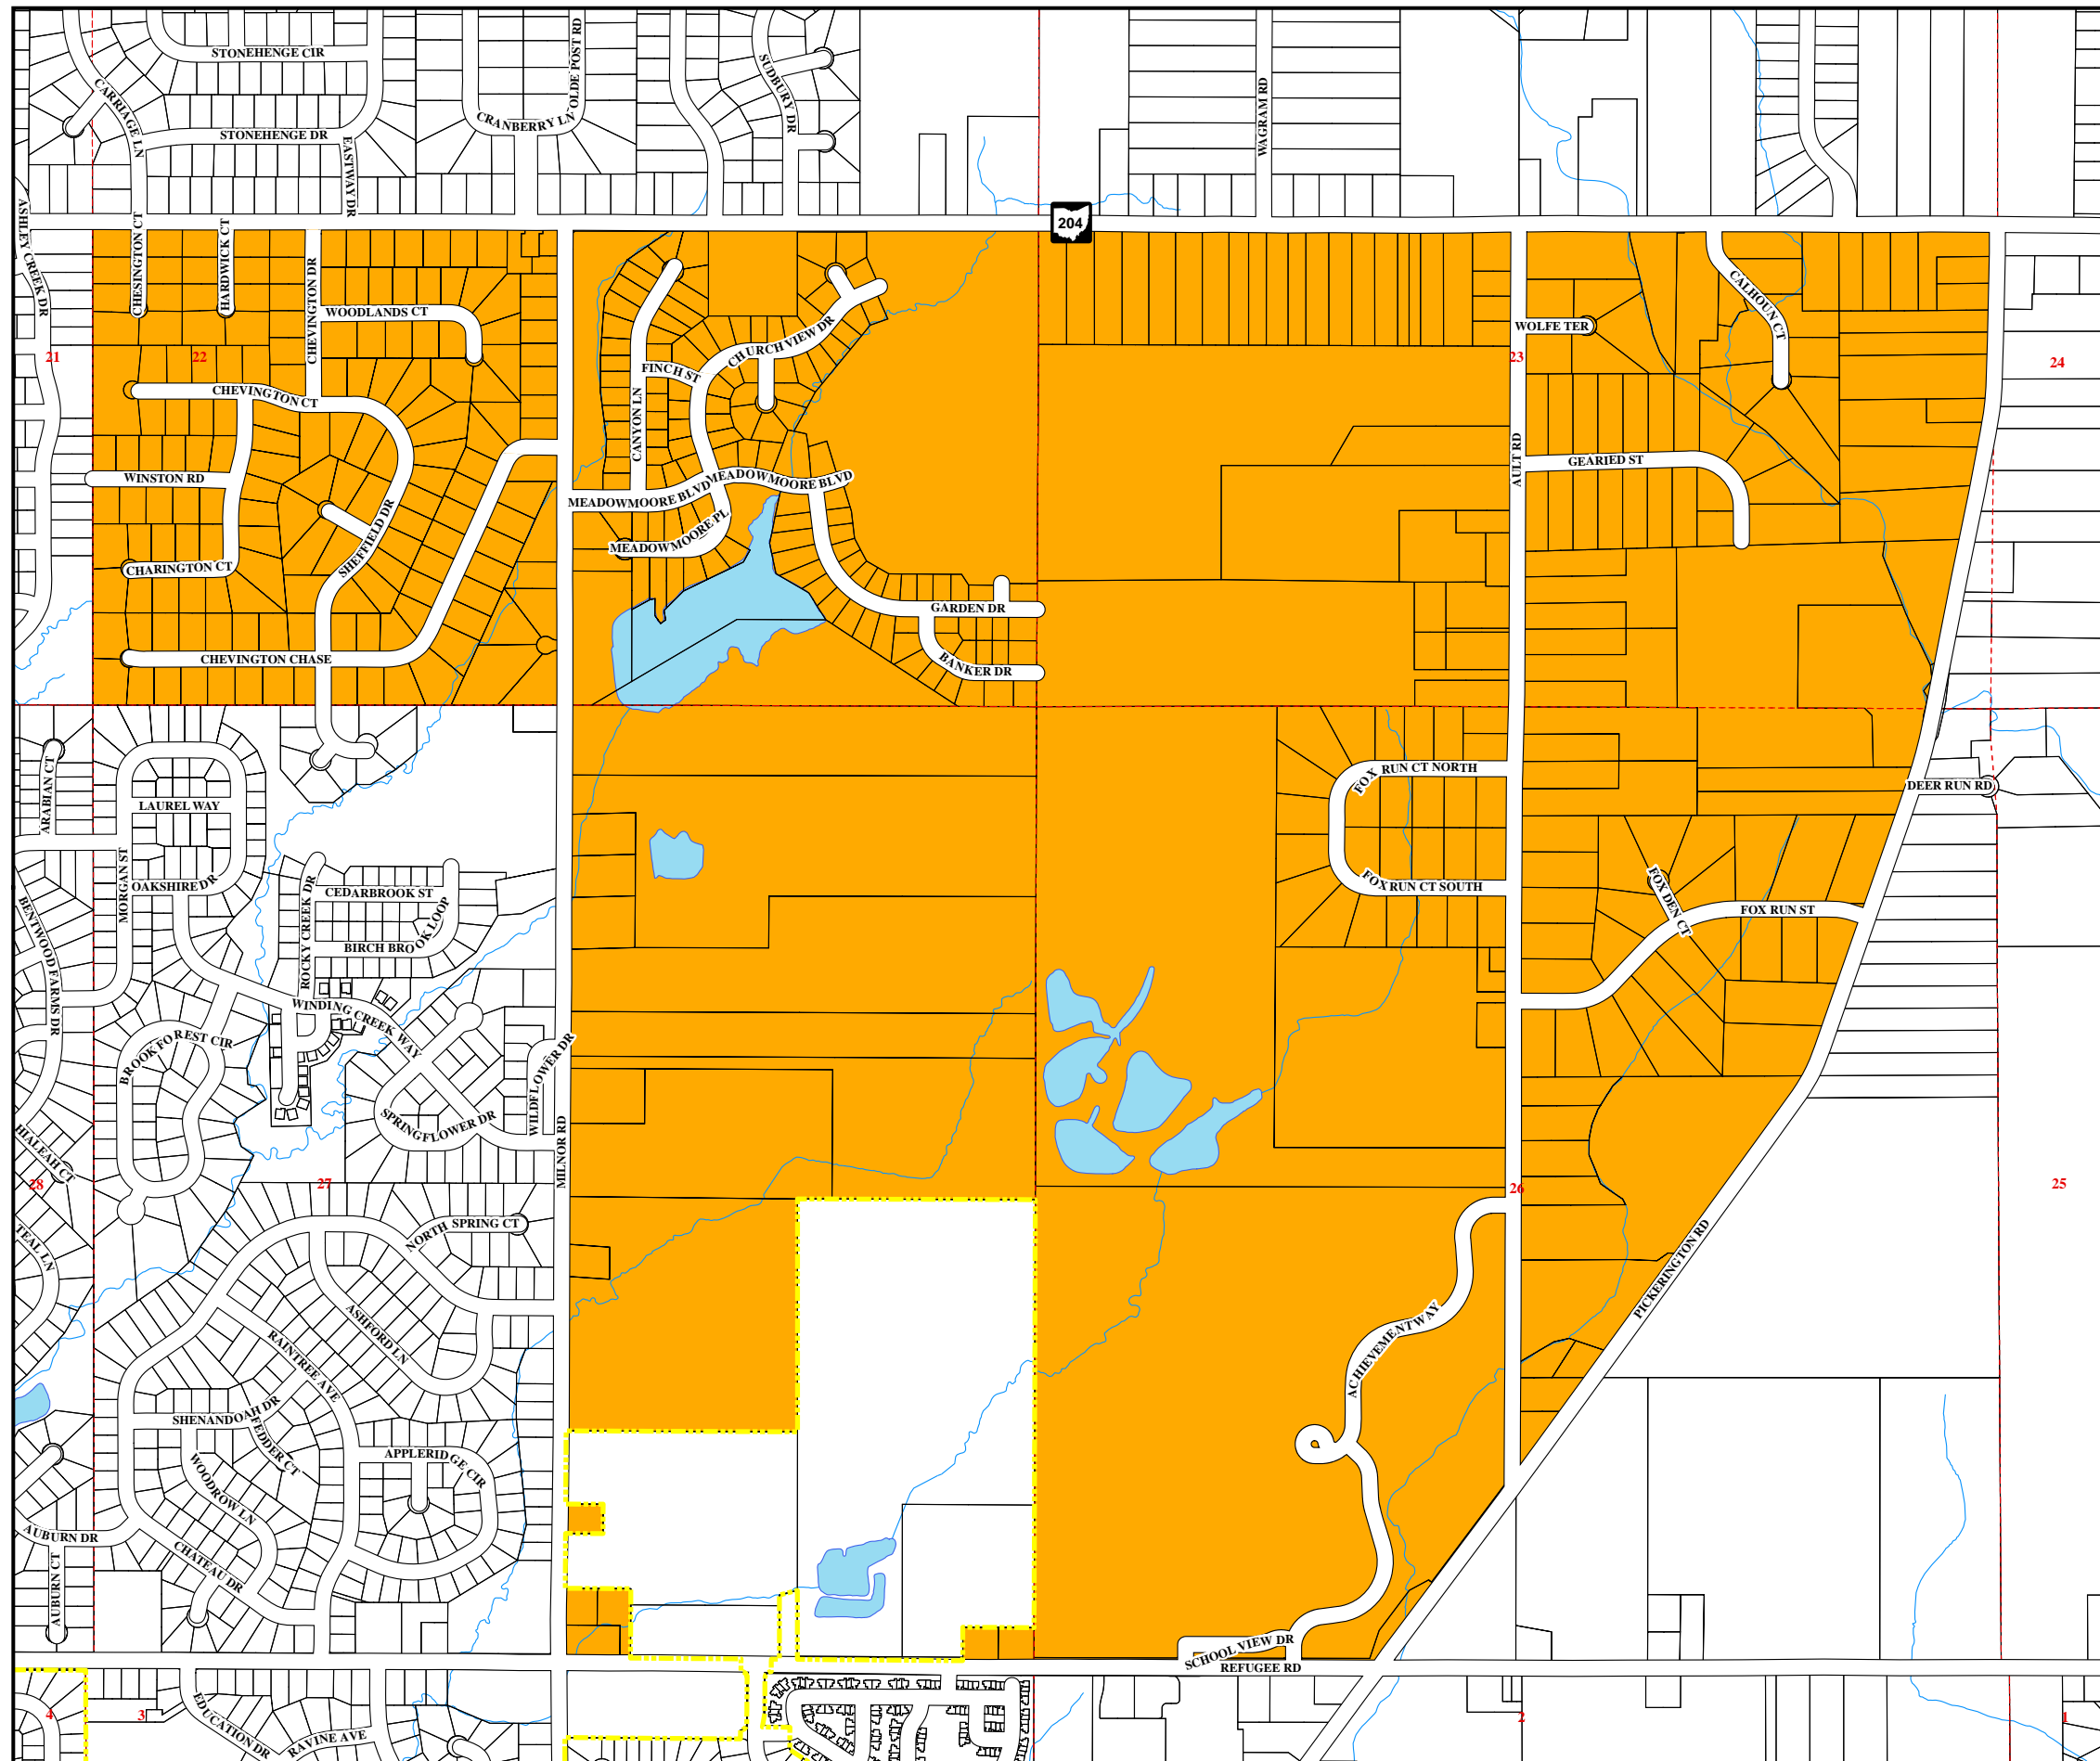 STONEHENGE CIR
OLDE POST RD
SUDBURY DR
CARRIAGE LN
CRANBERRY LN
WAGRAM RD
STONEHENGE DR
EASTWAY DR
ASHLEY CREEK DR
CHESINGTON CT
HARDWICK CT
204
CHEVINGTON DR
WOODLANDS CT
CALHOUN CT
WOLFE TER
CHURCH VIEW DR
21
22
23
24
FINCH ST
CHEVINGTON CT
CANYON LN
AULT RD
GEARIED ST
WINSTON RD
MEADOWMOORE BLVD
MEADOWMOORE BLVD
SHEFFIELD DR
MEADOWMOORE PL
CHARINGTON CT
GARDEN DR
CHEVINGTON CHASE
BANKER DR
ARABIAN CT
FOX RUN CT NORTH
DEER RUN RD
LAUREL WAY
MORGAN ST
OAKSHIRE DR
CEDARBROOK ST
FOX RUN CT SOUTH
FOX DEN CT
FOX RUN ST
BENTWOOD FARMS DR
ROCKY CREEK DR
BIRCH BROOK LOOP
WINDING CREEK WAY
BROOK FOREST CIR
WILDFLOWER DR
SPRINGFLOWER DR
HIALEAH CT
MILNOR RD
28
27
26
25
TEAL LN
NORTH SPRING CT
PICKERINGTON RD
ASHFORD LN
RAINTREE AVE
ACHIEVEMENT WAY
SHENANDOAH DR
FEDDER CT
APPLERIDGE CIR
WOODROW LN
AUBURN DR
CHATEAU DR
AUBURN CT
SCHOOL VIEW DR
REFUGEE RD
4
3
2
1
EDUCATION DR
RAVINE AVE